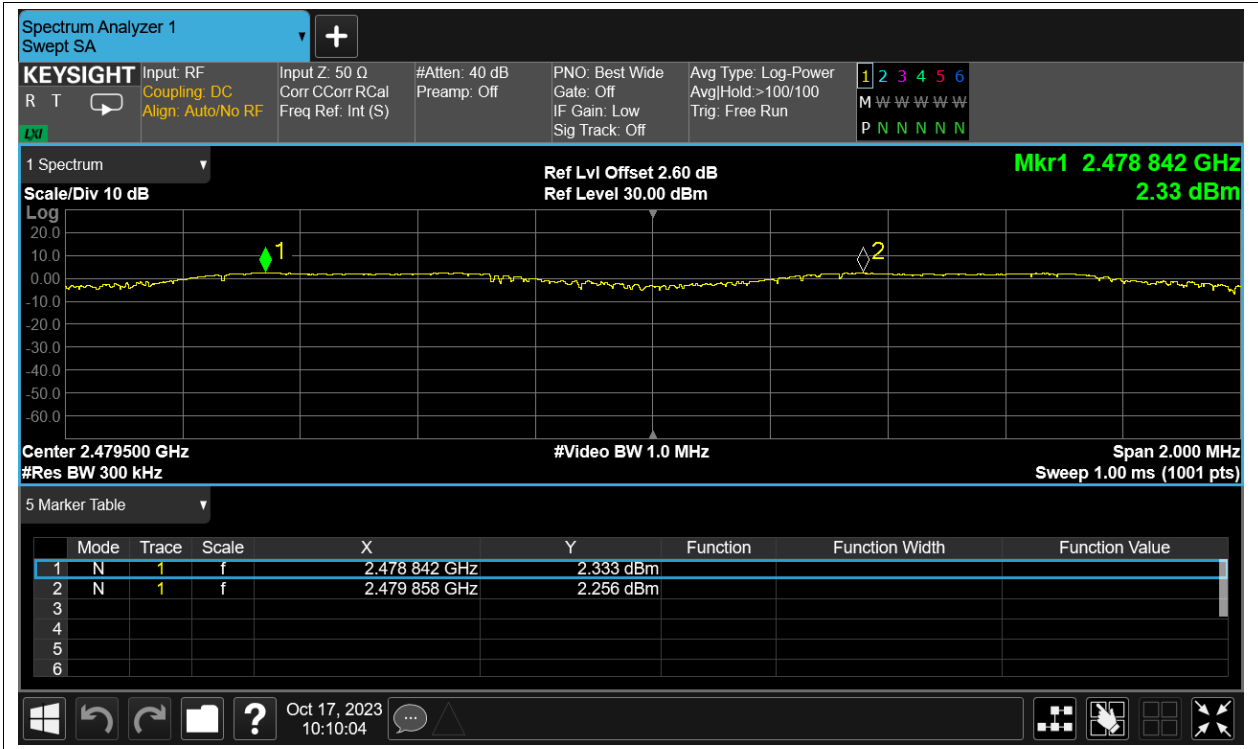 Spectrum Analyzer 1
Swept SA
KEYSIGHT
R T
LXI
Input: RF
Coupling: DC
Align: Auto/No RF
Input Z: 50 Ω
Corr CCorr RCal
Freq Ref: Int (S)
#Atten: 40 dB
Preamp: Off
PNO: Best Wide
Gate: Off
IF Gain: Low
Sig Track: Off
Avg Type: Log-Power
Avg|Hold:>100/100
Trig: Free Run
1 2 3 4 5 6
M W W W W W
P N N N N N
1 Spectrum
Scale/Div 10 dB
Ref Lvl Offset 2.60 dB
Ref Level 30.00 dBm
Mkr1 2.478 842 GHz
2.33 dBm
Log
20.0
10.0
0.00
-10.0
-20.0
-30.0
-40.0
-50.0
-60.0
1
2
Center 2.479500 GHz
#Res BW 300 kHz
#Video BW 1.0 MHz
Span 2.000 MHz
Sweep 1.00 ms (1001 pts)
5 Marker Table
Mode Trace Scale X Y Function Function Width Function Value
1 N 1 f 2.478 842 GHz 2.333 dBm
2 N 1 f 2.479 858 GHz 2.256 dBm
3
4
5
6
?
Oct 17, 2023
10:10:04